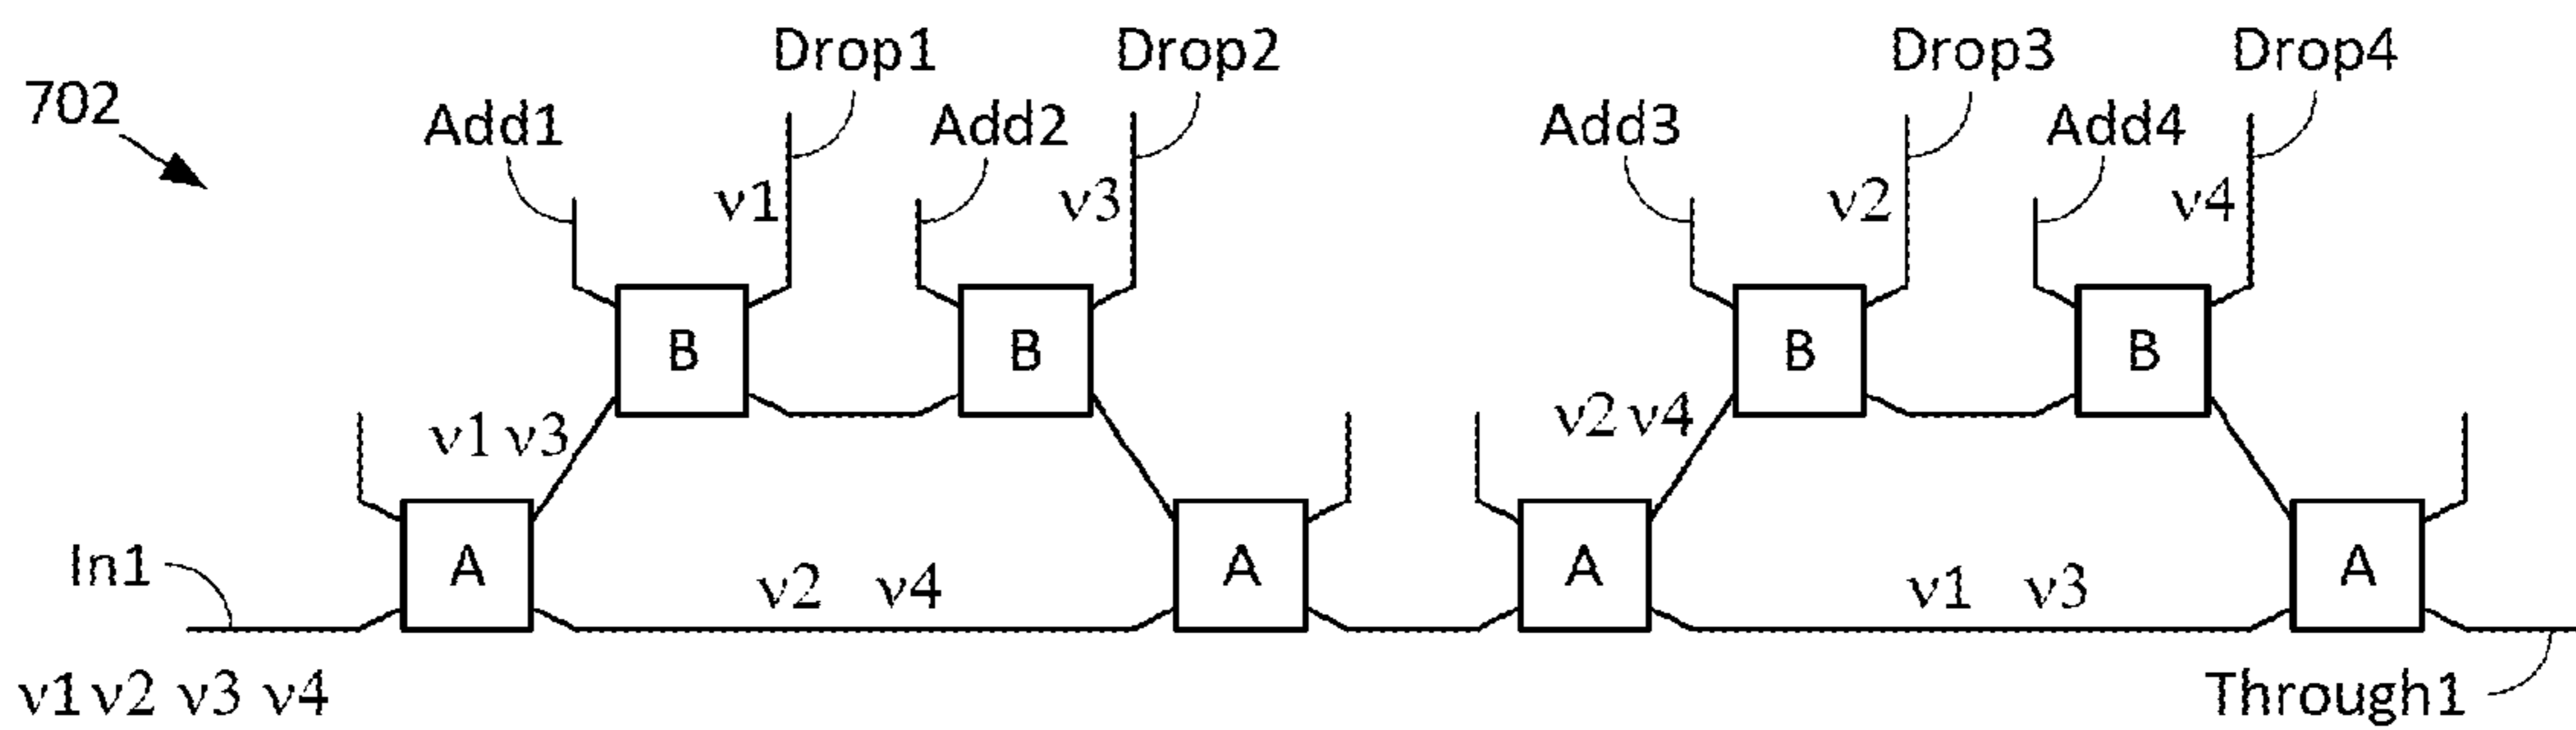 702
Add1
Drop1
Add2
Drop2
Add3
Drop3
Add4
Drop4
ν1
ν3
ν2
ν4
B
B
B
B
ν1 ν3
ν2 ν4
In1
A
ν2 ν4
A
A
ν1 ν3
A
ν1 ν2 ν3 ν4
Through1